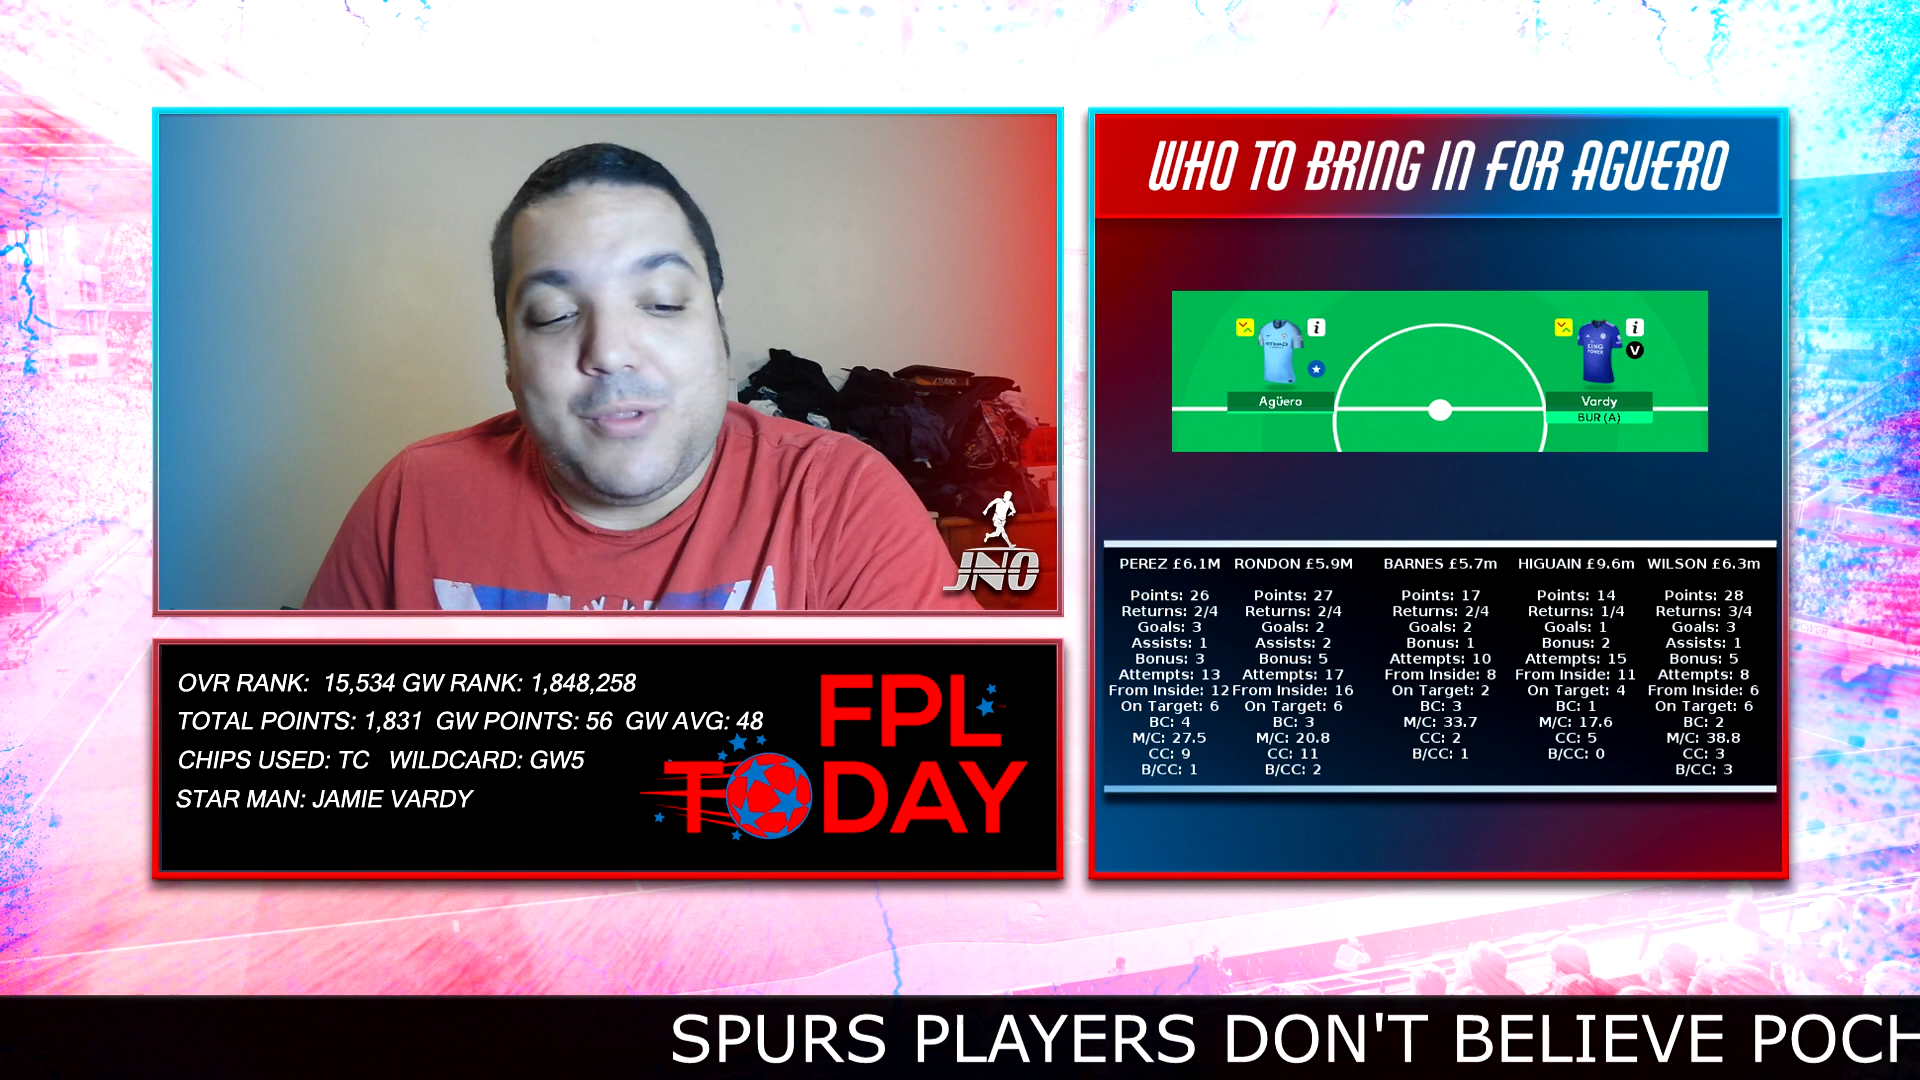 WHO TO BRING IN FOR AGUERO
Agüero
Vardy
BUR (A)
V
JNO
PEREZ £6.1M
Points: 26
Returns: 2/4
Goals: 3
Assists: 1
Bonus: 3
Attempts: 13
From Inside: 12
On Target: 6
BC: 4
M/C: 27.5
CC: 9
B/CC: 1
RONDON £5.9M
Points: 27
Returns: 2/4
Goals: 2
Assists: 2
Bonus: 5
Attempts: 17
From Inside: 16
On Target: 6
BC: 3
M/C: 20.8
CC: 11
B/CC: 2
BARNES £5.7m
Points: 17
Returns: 2/4
Goals: 2
Bonus: 1
Attempts: 10
From Inside: 8
On Target: 2
BC: 3
M/C: 33.7
CC: 2
B/CC: 1
HIGUAIN £9.6m
Points: 14
Returns: 1/4
Goals: 1
Bonus: 2
Attempts: 15
From Inside: 11
On Target: 4
BC: 1
M/C: 17.6
CC: 5
B/CC: 0
WILSON £6.3m
Points: 28
Returns: 3/4
Goals: 3
Assists: 1
Bonus: 5
Attempts: 8
From Inside: 6
On Target: 6
BC: 2
M/C: 38.8
CC: 3
B/CC: 3
OVR RANK: 15,534 GW RANK: 1,848,258
TOTAL POINTS: 1,831 GW POINTS: 56 GW AVG: 48
CHIPS USED: TC WILDCARD: GW5
STAR MAN: JAMIE VARDY
FPL
TODAY
SPURS PLAYERS DON'T BELIEVE POCH